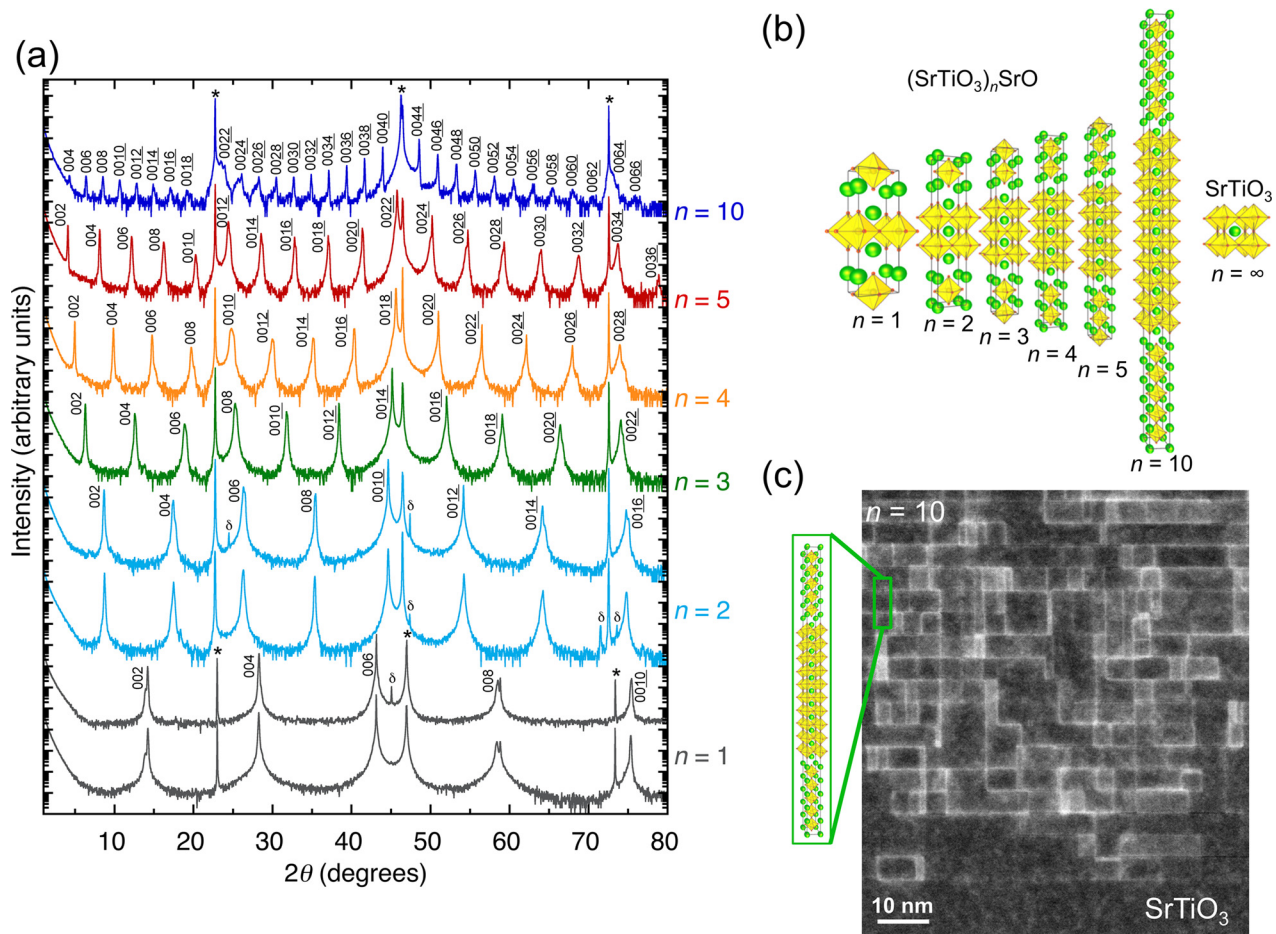 (a)
Intensity (arbitrary units)
* * *
004 006 008 0010 0012 0014 0016 0018 0022 0024 0026 0028 0030 0032 0034 0036 0038 0040 0044 0046 0048 0050 0052 0054 0056 0058 0060 0062 0064 0066
n = 10
002 004 006 008 0010 0012 0014 0016 0018 0020 0022 0024 0026 0028 0030 0032 0034 0036
n = 5
002 004 006 008 0010 0012 0014 0016 0018 0020 0022 0024 0026 0028
n = 4
002 004 006 008 0010 0012 0014 0016 0018 0020 0022
n = 3
002 004 δ 006 008 0010 δ 0012 0014 0016
n = 2
δ δ δ
* * *
002 004 006 δ 008 0010
n = 1
10 20 30 40 50 60 70 80
2θ (degrees)
(b)
(SrTiO3)nSrO
SrTiO3
n = 1
n = 2
n = 3
n = 4
n = 5
n = 10
n = ∞
(c)
n = 10
10 nm
SrTiO3